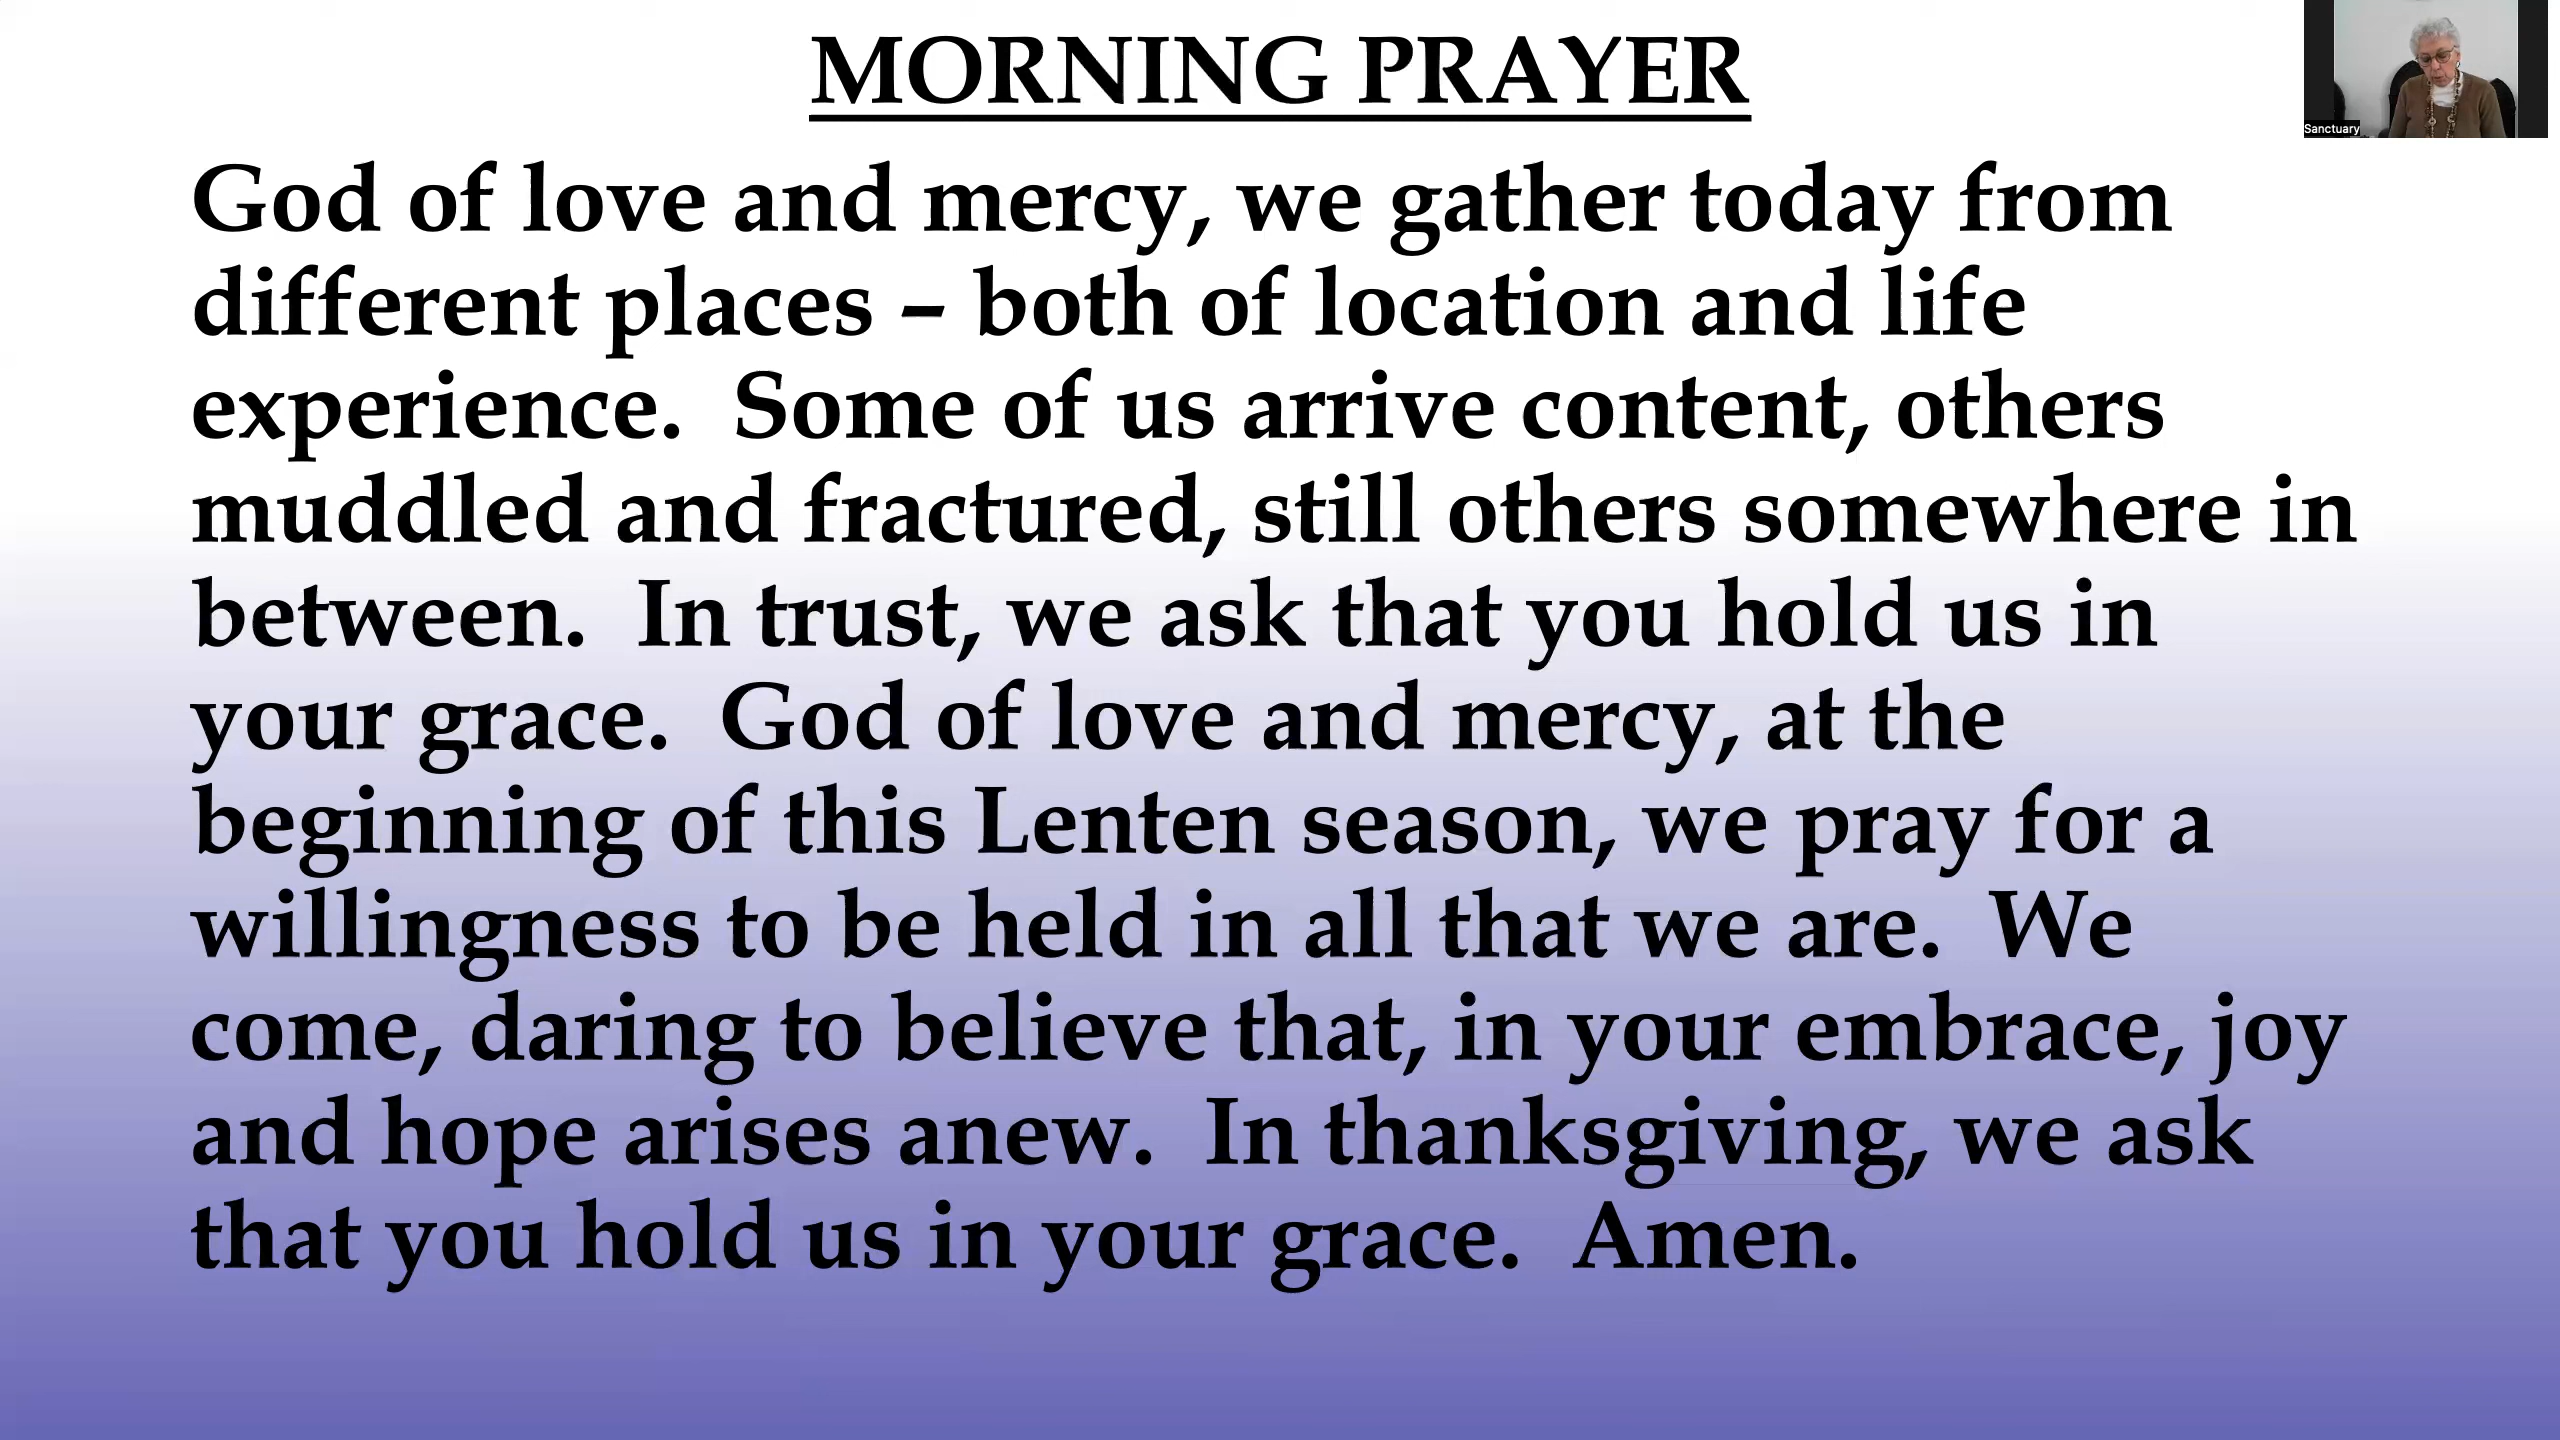 MORNING PRAYER
Sanctuary
God of love and mercy, we gather today from
different places – both of location and life
experience.  Some of us arrive content, others
muddled and fractured, still others somewhere in
between.  In trust, we ask that you hold us in
your grace.  God of love and mercy, at the
beginning of this Lenten season, we pray for a
willingness to be held in all that we are.  We
come, daring to believe that, in your embrace, joy
and hope arises anew.  In thanksgiving, we ask
that you hold us in your grace.  Amen.